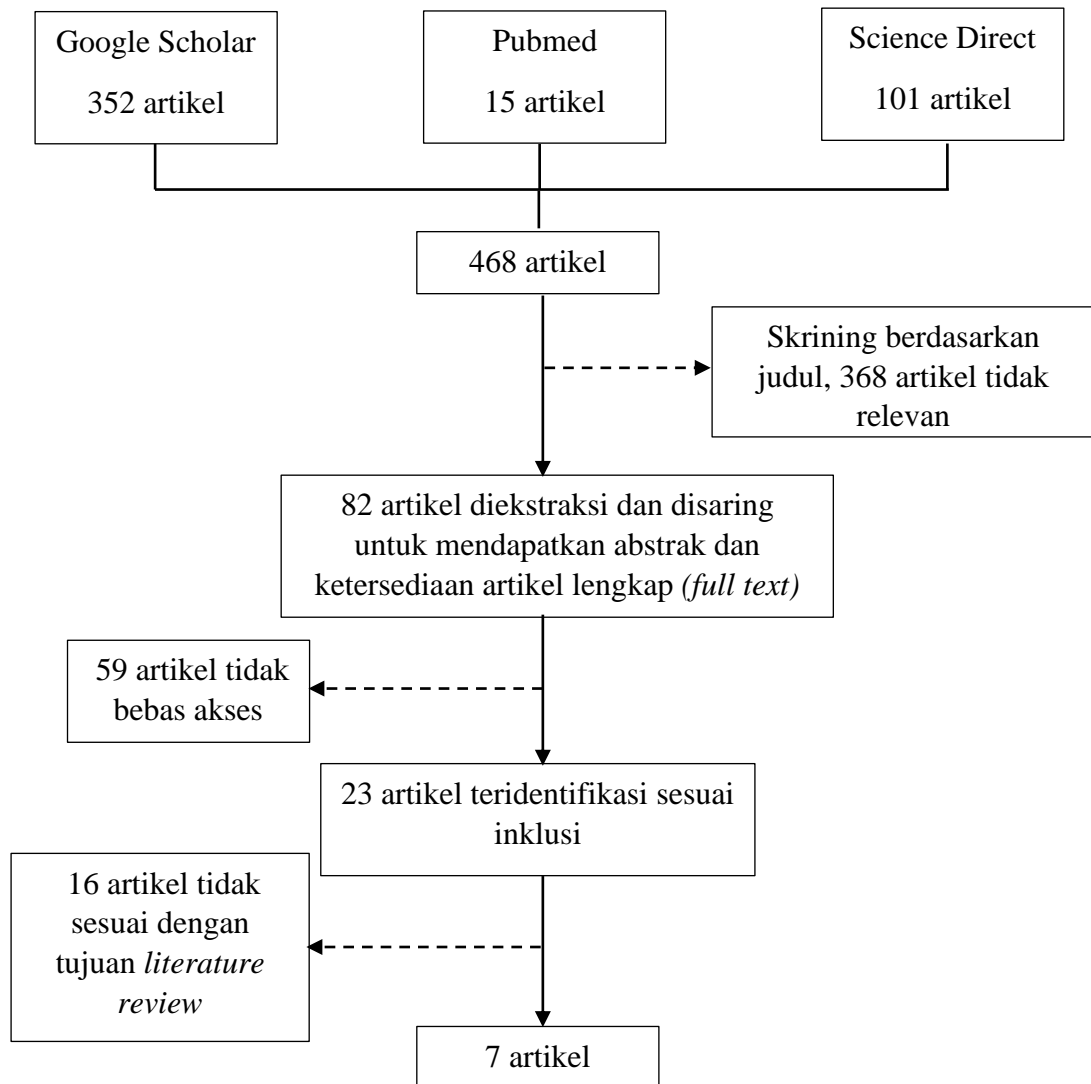 Google Scholar
352 artikel
Pubmed
15 artikel
Science Direct
101 artikel
468 artikel
Skrining berdasarkan
judul, 368 artikel tidak
relevan
82 artikel diekstraksi dan disaring
untuk mendapatkan abstrak dan
ketersediaan artikel lengkap (full text)
59 artikel tidak
bebas akses
23 artikel teridentifikasi sesuai
inklusi
16 artikel tidak
sesuai dengan
tujuan literature
review
7 artikel